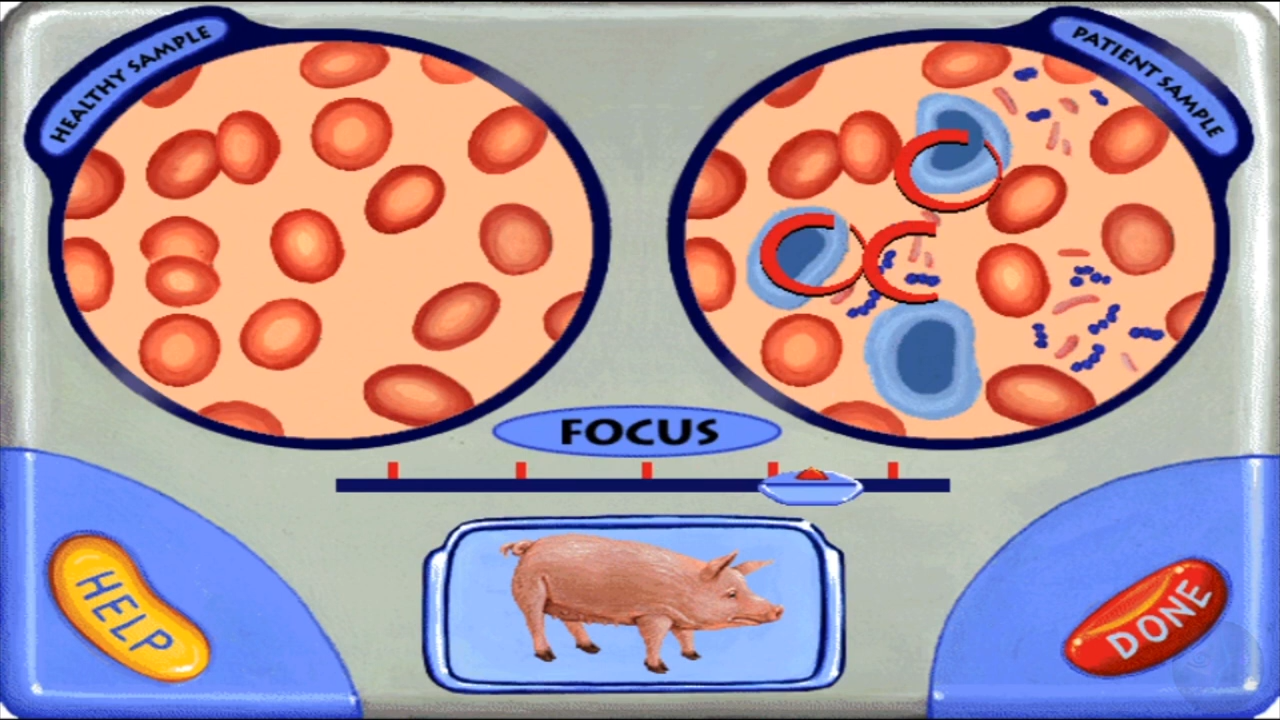 HEALTHY SAMPLE
PATIENT SAMPLE
FOCUS
HELP
DONE